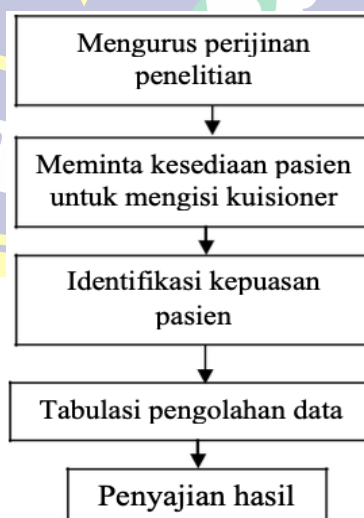 Mengurus perijinan
penelitian
Meminta kesediaan pasien
untuk mengisi kuisioner
Identifikasi kepuasan
pasien
Tabulasi pengolahan data
Penyajian hasil